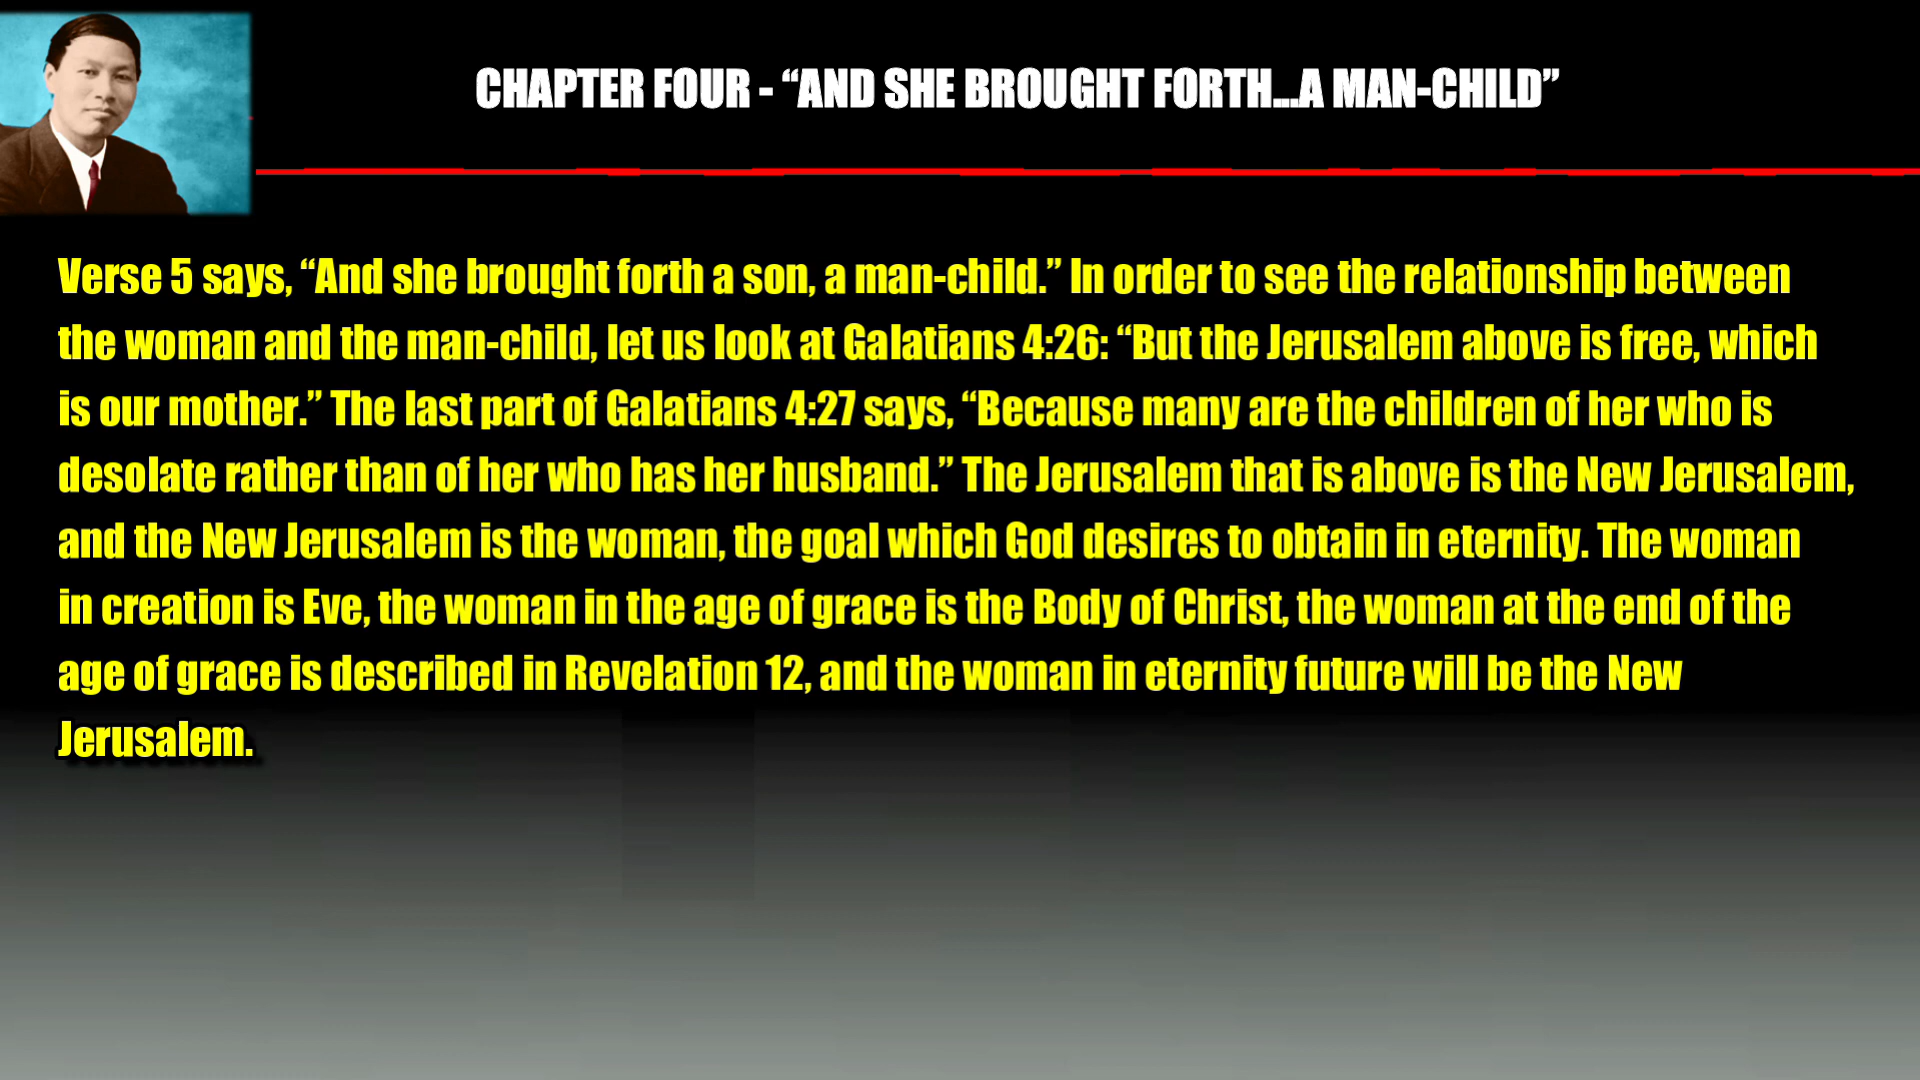 CHAPTER FOUR - “AND SHE BROUGHT FORTH...A MAN-CHILD”
Verse 5 says, “And she brought forth a son, a man-child.” In order to see the relationship between
the woman and the man-child, let us look at Galatians 4:26: “But the Jerusalem above is free, which
is our mother.” The last part of Galatians 4:27 says, “Because many are the children of her who is
desolate rather than of her who has her husband.” The Jerusalem that is above is the New Jerusalem,
and the New Jerusalem is the woman, the goal which God desires to obtain in eternity. The woman
in creation is Eve, the woman in the age of grace is the Body of Christ, the woman at the end of the
age of grace is described in Revelation 12, and the woman in eternity future will be the New
Jerusalem.